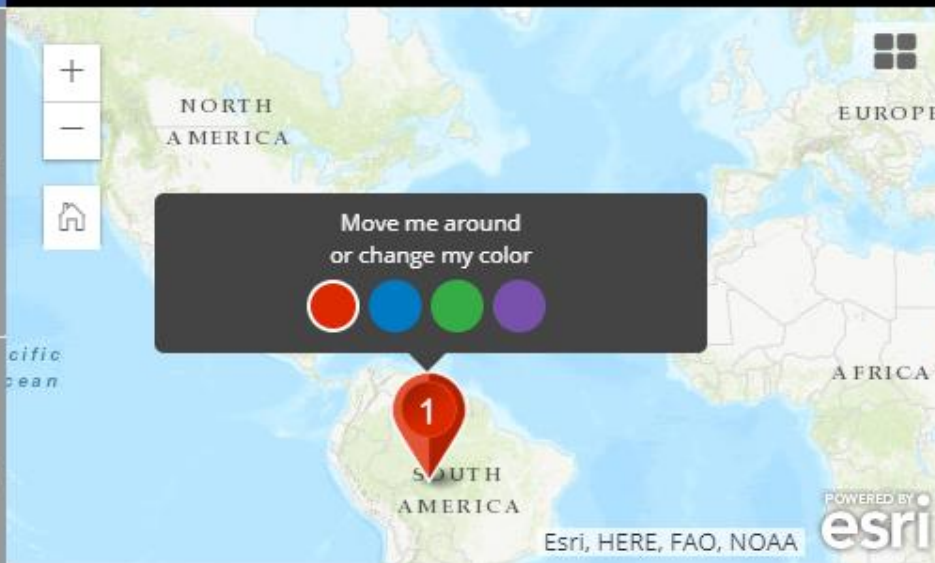 +
NORTH
AMERICA
EUROPE
−
Move me around
or change my color
cific
cean
AFRICA
1
SOUTH
AMERICA
POWERED BY
esri
Esri, HERE, FAO, NOAA